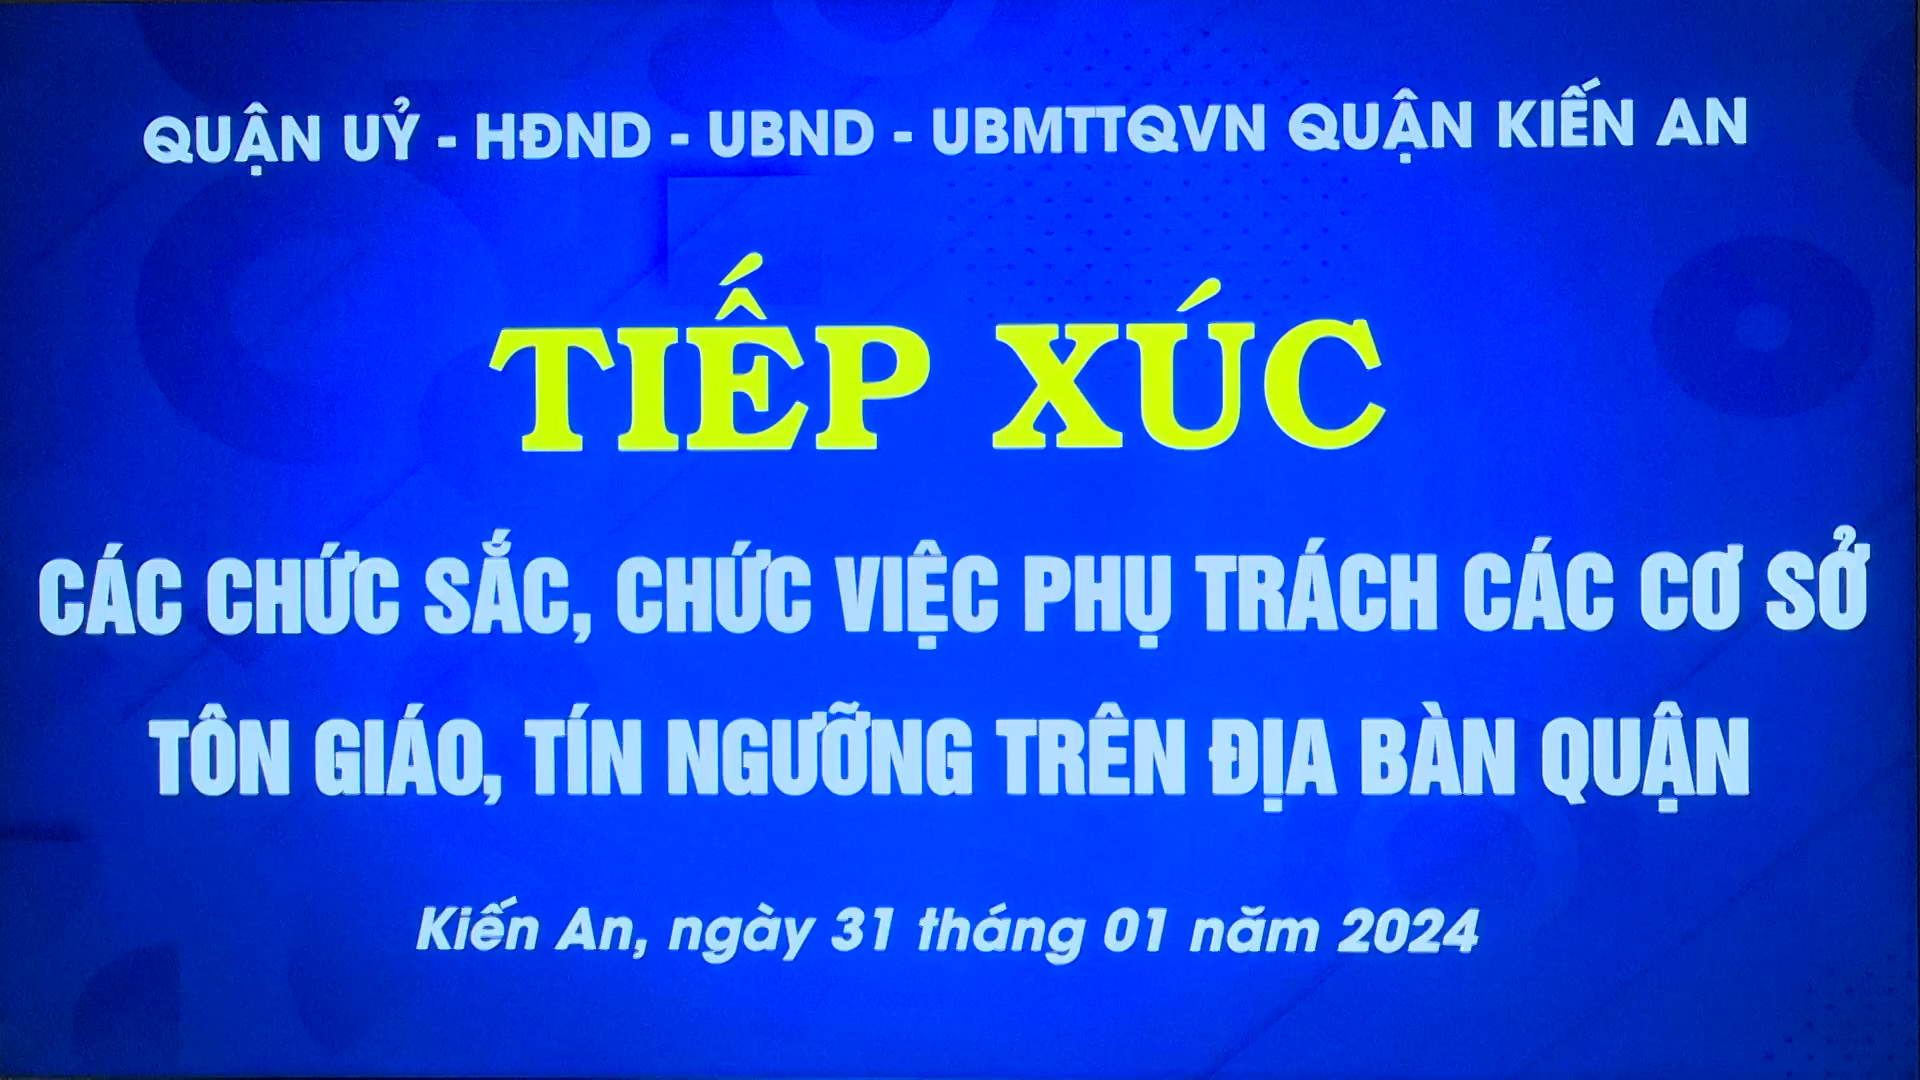 QUẬN UỶ - HĐND - UBND - UBMTTQVN QUẬN KIẾN AN
TIẾP XÚC
CÁC CHỨC SẮC, CHỨC VIỆC PHỤ TRÁCH CÁC CƠ SỞ
TÔN GIÁO, TÍN NGƯỠNG TRÊN ĐỊA BÀN QUẬN
Kiến An, ngày 31 tháng 01 năm 2024